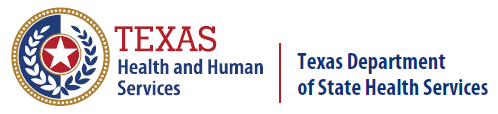 TEXAS
Health and Human
Services
Texas Department
of State Health Services